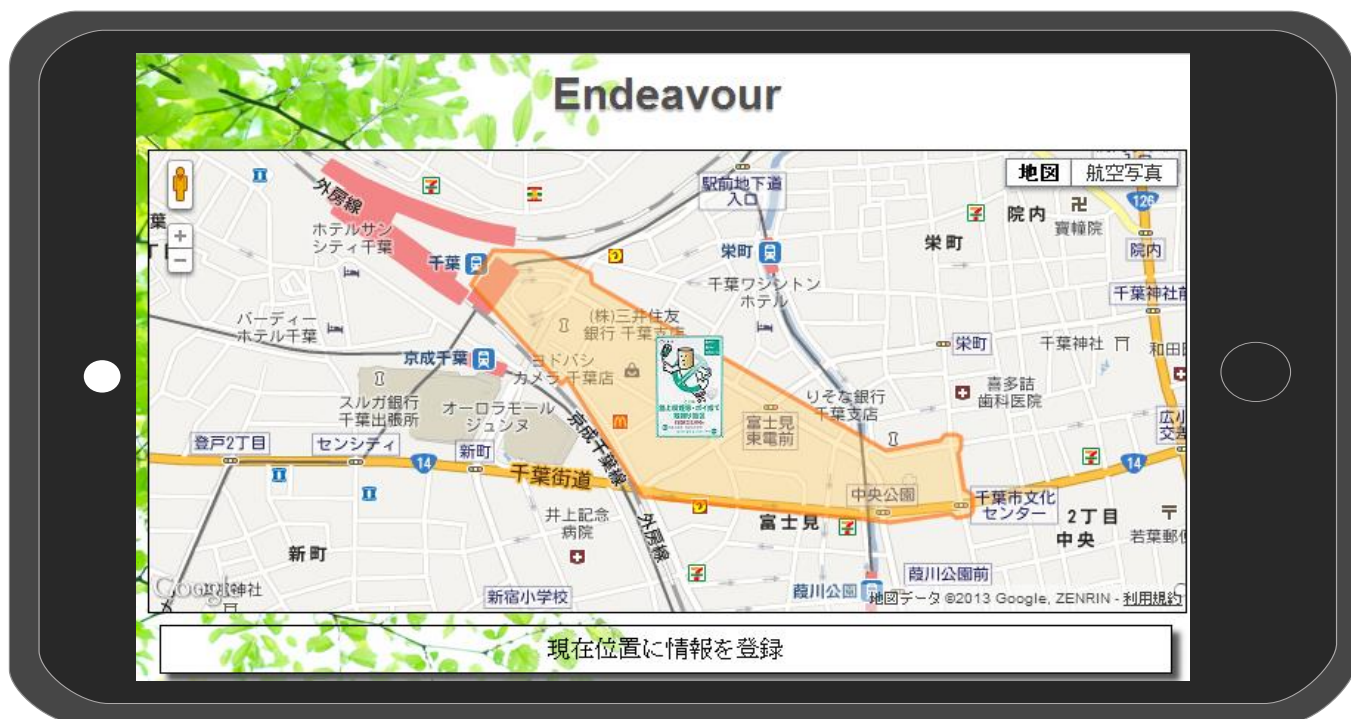 Endeavour
地図
航空写真
126
外房線
駅前地下道
入口
院内
寶幢院
ホテルサン
シティ千葉
栄町
栄町
院内
千葉
千葉ワシントン
ホテル
千葉神社前
(株)三井住友
銀行 千葉支店
バーディー
ホテル千葉
京成千葉
ヨドバシ
カメラ 千葉店
栄町
千葉神社
スルガ銀行
千葉出張所
オーロラモール
ジュンヌ
りそな銀行
千葉支店
喜多詰
歯科医院
富士見
東電前
京成千葉線
登戸2丁目
センシティ
新町
14
14
千葉街道
中央公園
千葉市文化
センター
井上記念
病院
外房線
富士見
2丁目
中央
新町
新宿小学校
葭川公園前
葭川公園
Google
地図データ ©2013 Google, ZENRIN - 利用規約
現在位置に情報を登録